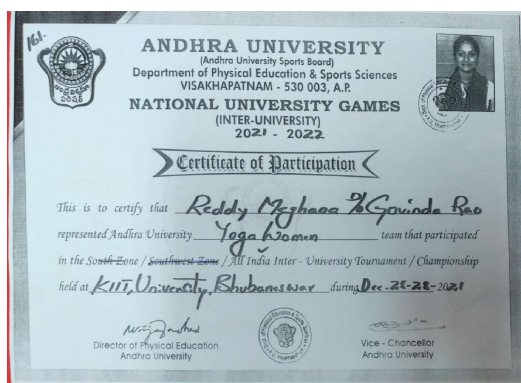 161.
ANDHRA UNIVERSITY
(Andhra University Sports Board)
Department of Physical Education & Sports Sciences
VISAKHAPATNAM - 530 003, A.P.
NATIONAL UNIVERSITY GAMES
(INTER-UNIVERSITY)
2021 - 2022
Certificate of Participation
This is to certify that Reddy Meghana D/o Govinda Rao
represented Andhra University Yoga Women team that participated
in the South Zone / Southwest Zone / All India Inter - University Tournament / Championship
held at KIIT, University, Bhubaneswar during Dec-26-28-2021
Director of Physical Education
Andhra University
Vice - Chancellor
Andhra University